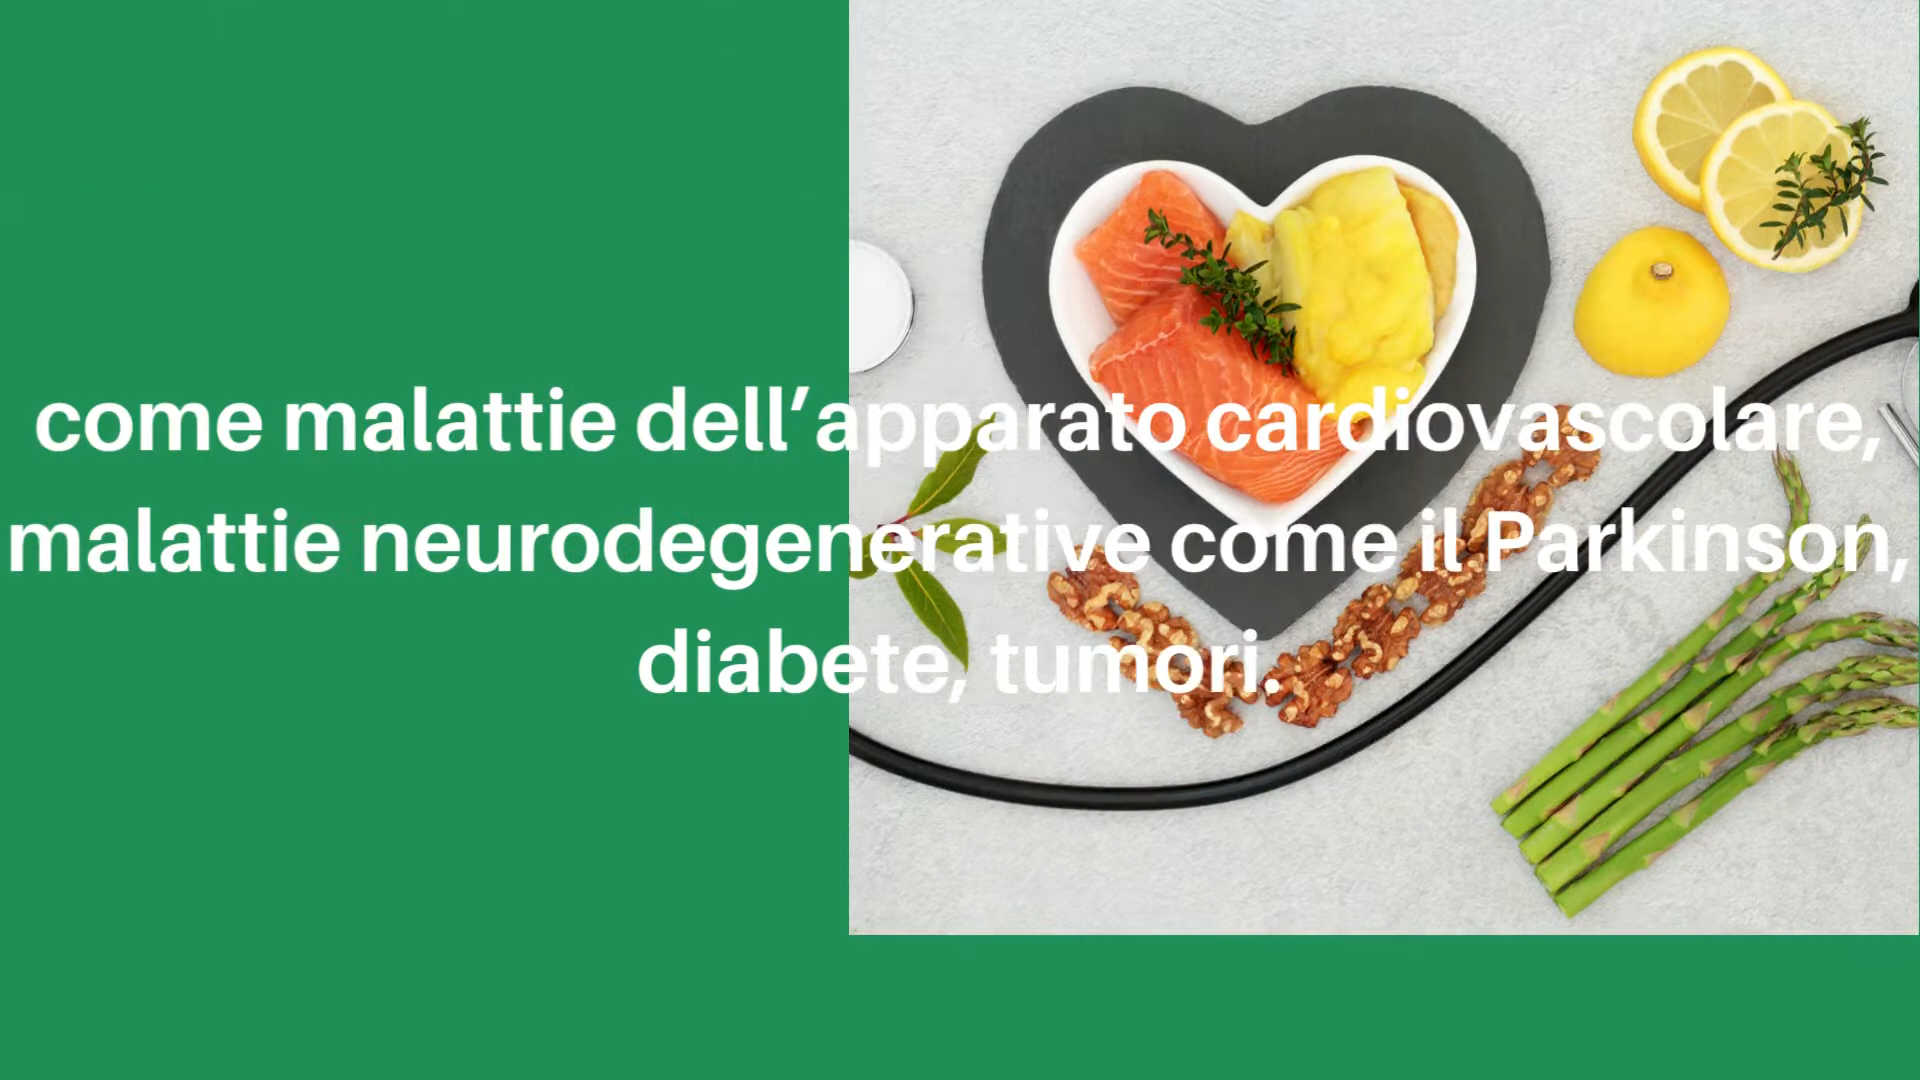 come malattie dell’apparato cardiovascolare,
malattie neurodegenerative come il Parkinson,
diabete, tumori.